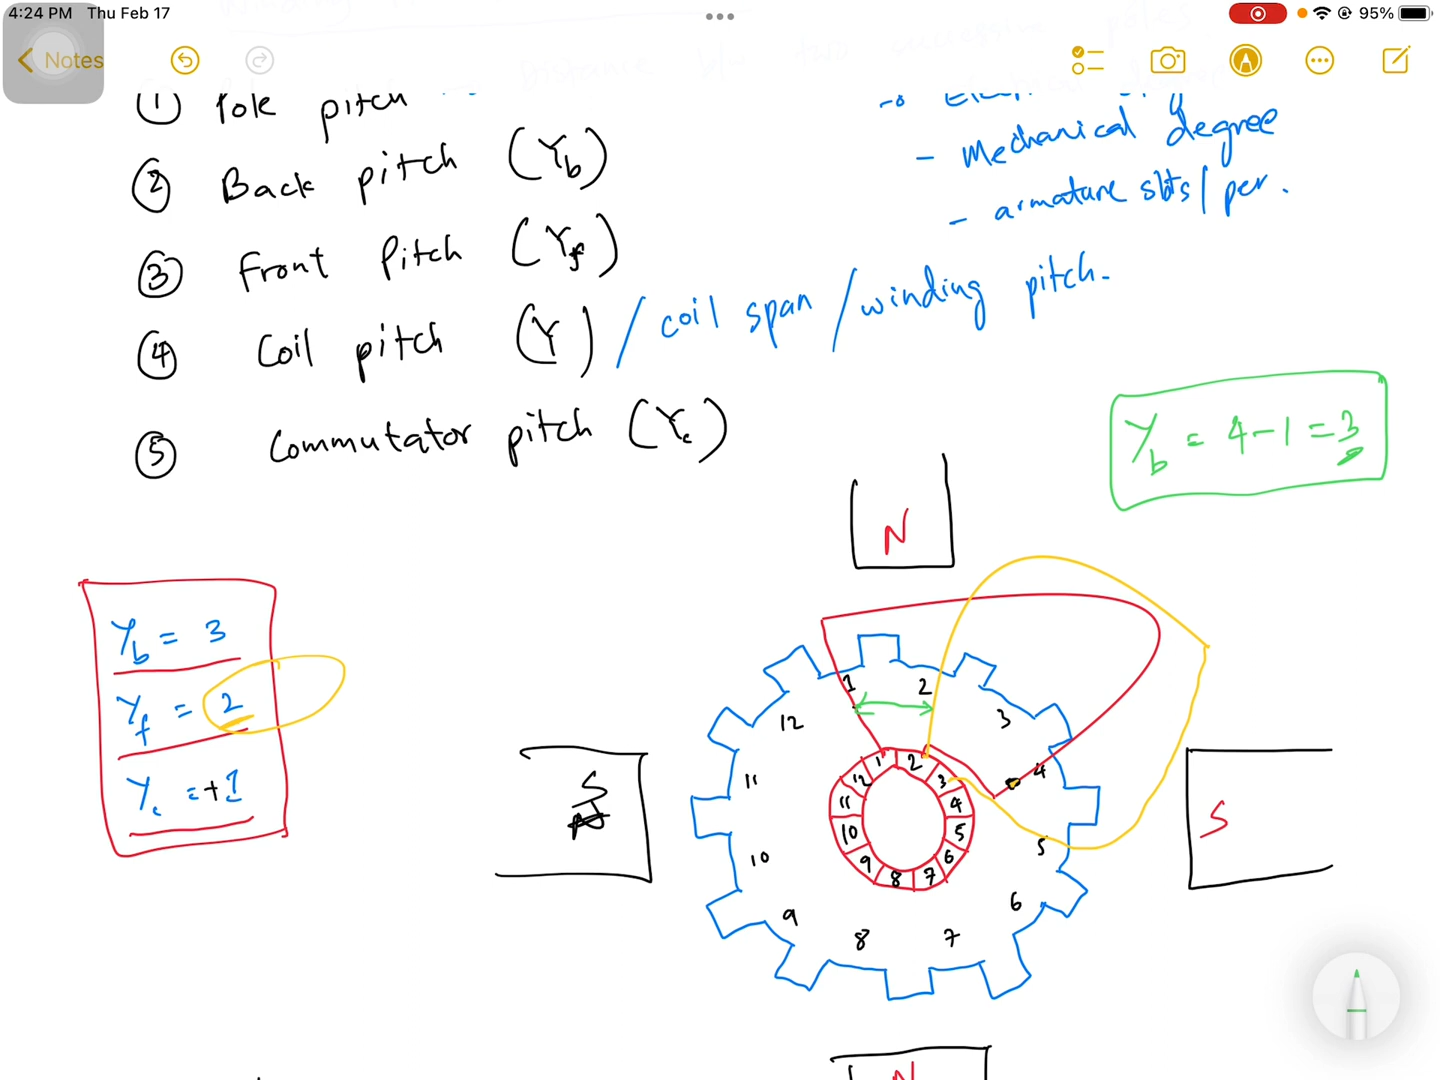 4:24 PM Thu Feb 17
95%
Notes
① Pole pitch
- Mechanical degree
② Back pitch (Yb)
- armature slots / per.
③ Front Pitch (Yf)
④ Coil pitch (Y) / coil span / winding pitch.
⑤ Commutator pitch (Yc)
Yb = 4-1 = 3
N
Yb = 3
Yf = 2
Yc = +1
S
S
1
2
3
4
5
6
7
8
9
10
11
12
1
2
3
4
5
6
7
8
9
10
11
12
N